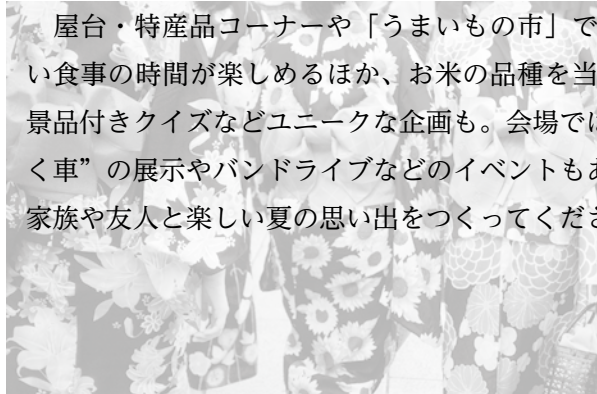 屋台・特産品コーナーや「うまいもの市」で
い食事の時間が楽しめるほか、お米の品種を当
景品付きクイズなどユニークな企画も。会場では
く車”の展示やバンドライブなどのイベントもあ
家族や友人と楽しい夏の思い出をつくってくださ